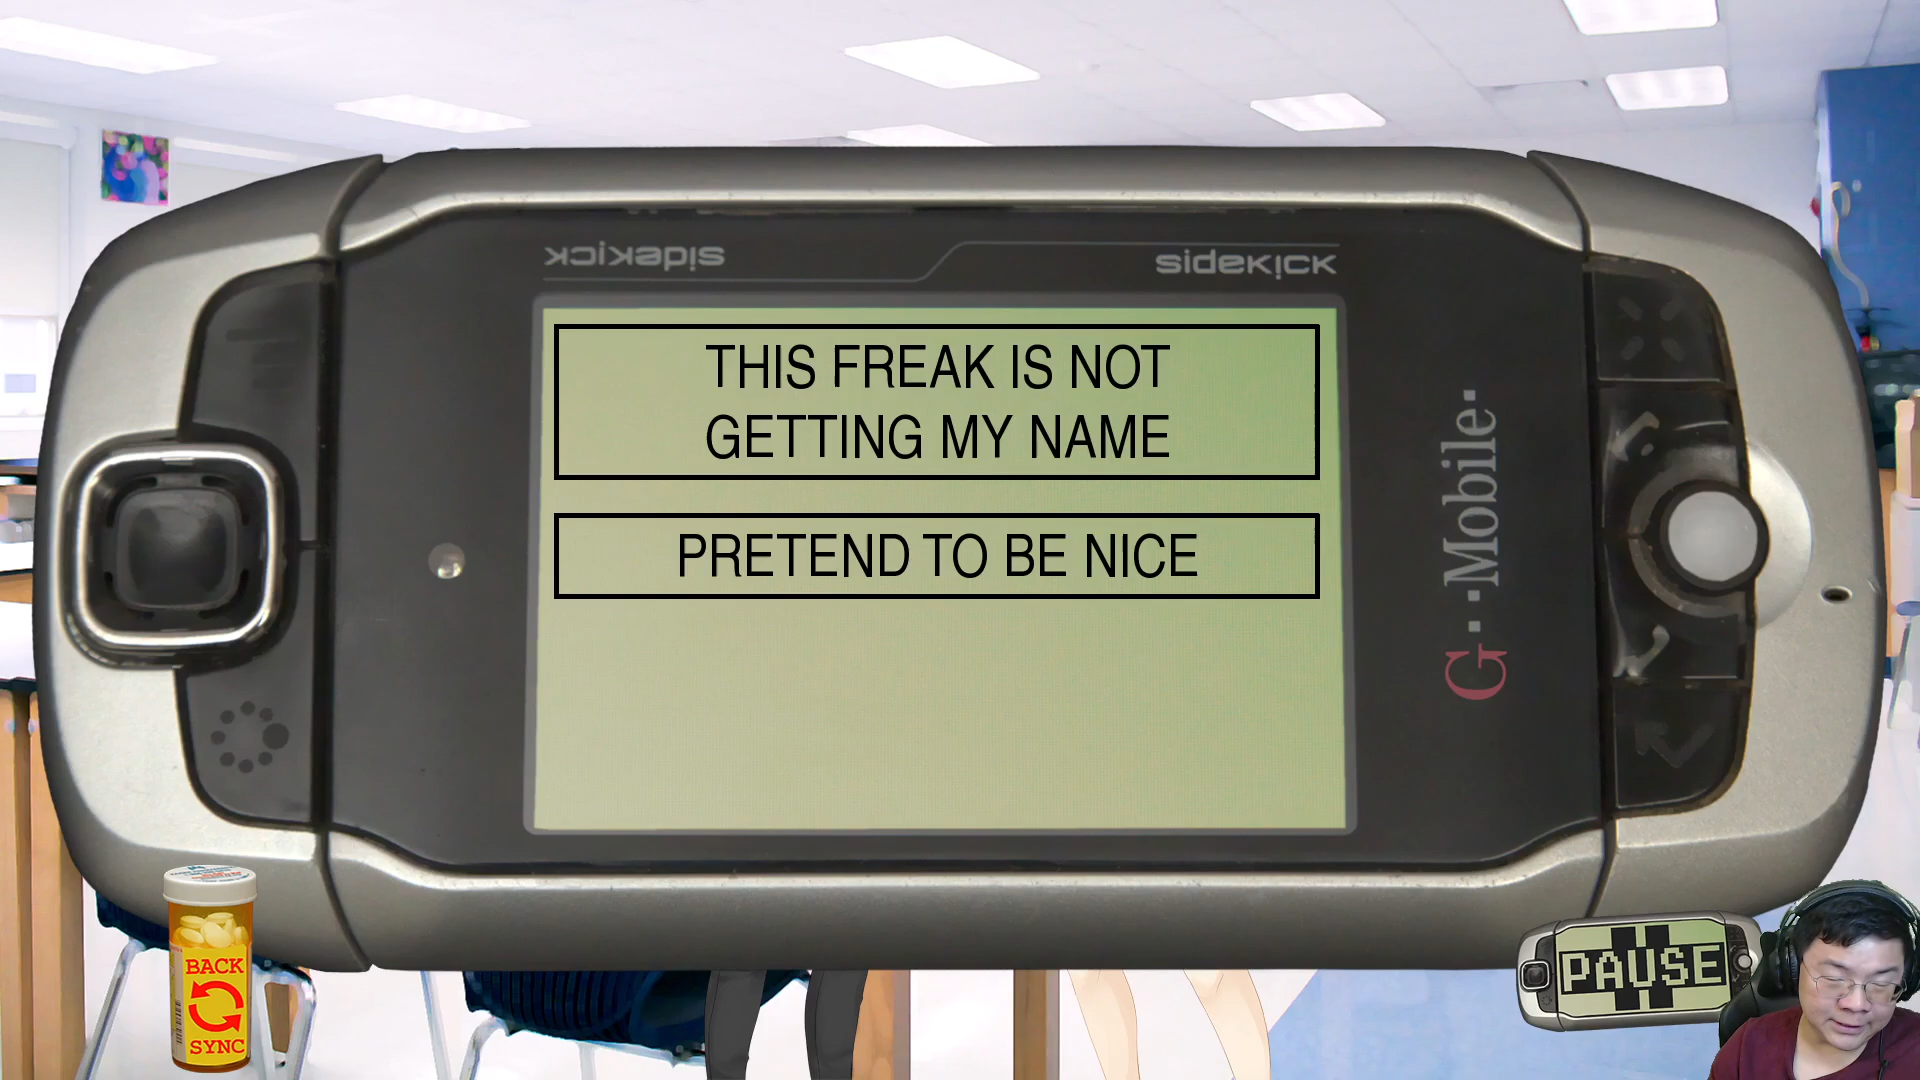 sidekick
sidekick
THIS FREAK IS NOT
GETTING MY NAME
PRETEND TO BE NICE
G··Mobile·
BACK
SYNC
PAUSE